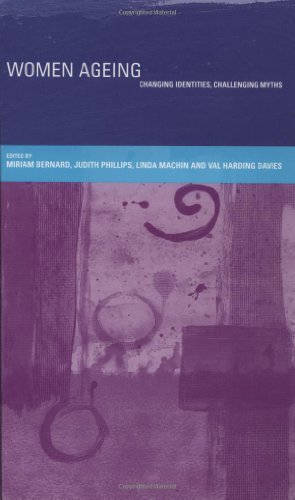 WOMEN AGEING
CHANGING IDENTITIES, CHALLENGING MYTHS
EDITED BY
MIRIAM BERNARD, JUDITH PHILLIPS, LINDA MACHIN AND VAL HARDING DAVIES